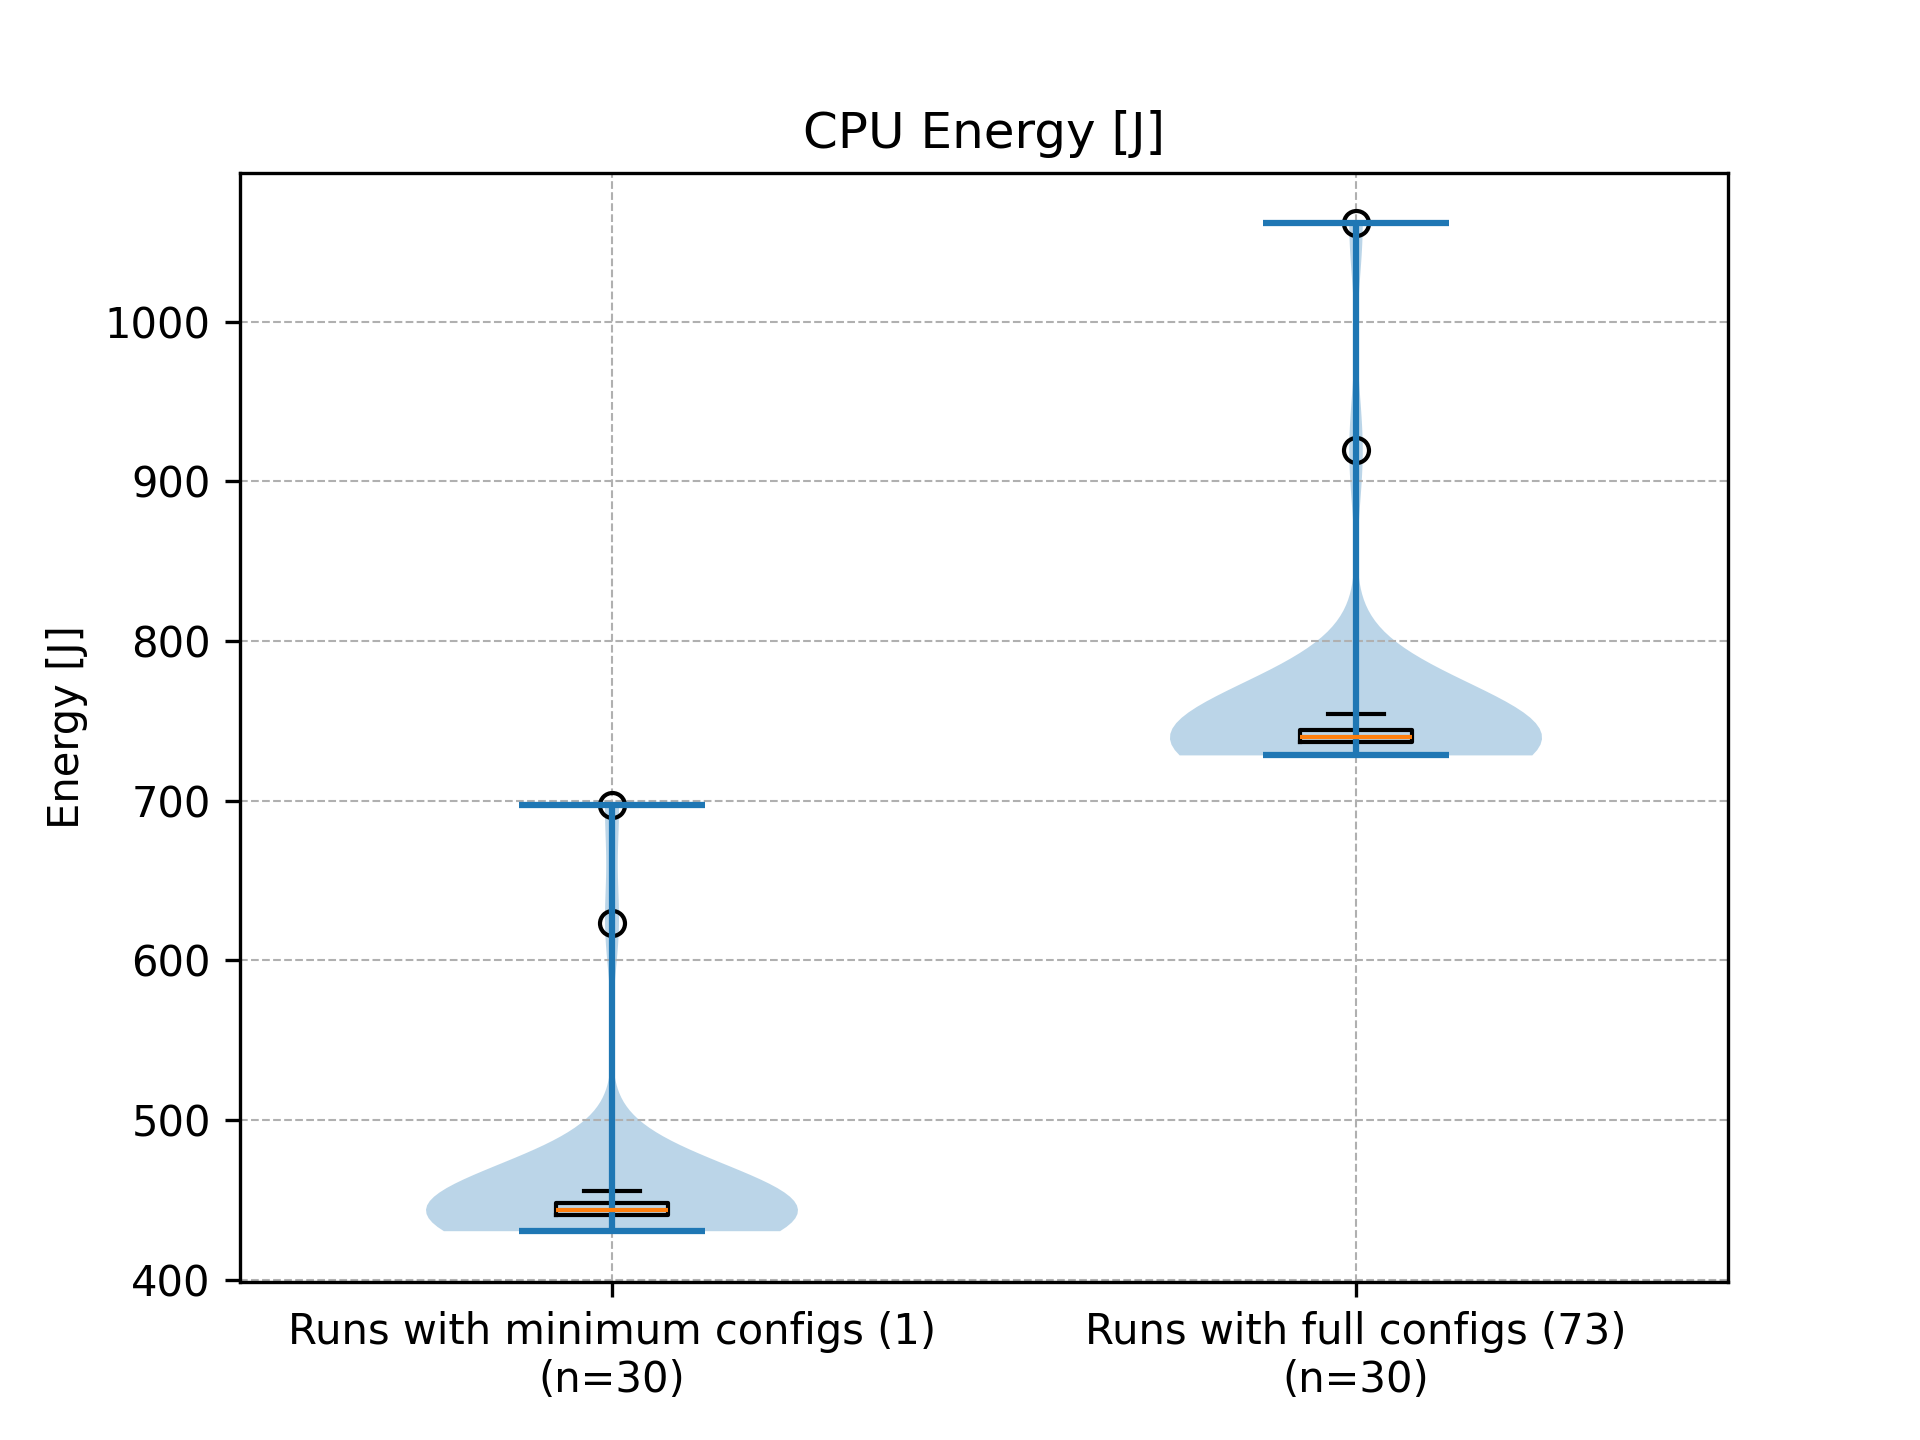 CPU Energy [J]
Energy [J]
1000
900
800
700
600
500
400
Runs with minimum configs (1)
(n=30)
Runs with full configs (73)
(n=30)